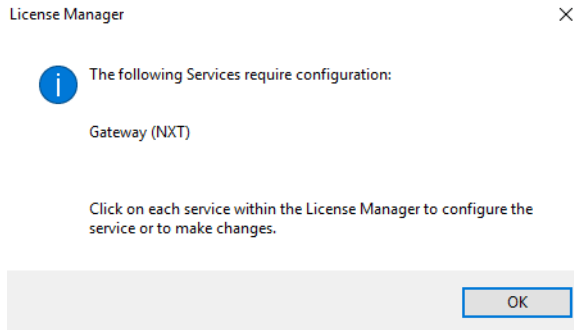 License Manager
The following Services require configuration:
Gateway (NXT)
Click on each service within the License Manager to configure the
service or to make changes.
OK